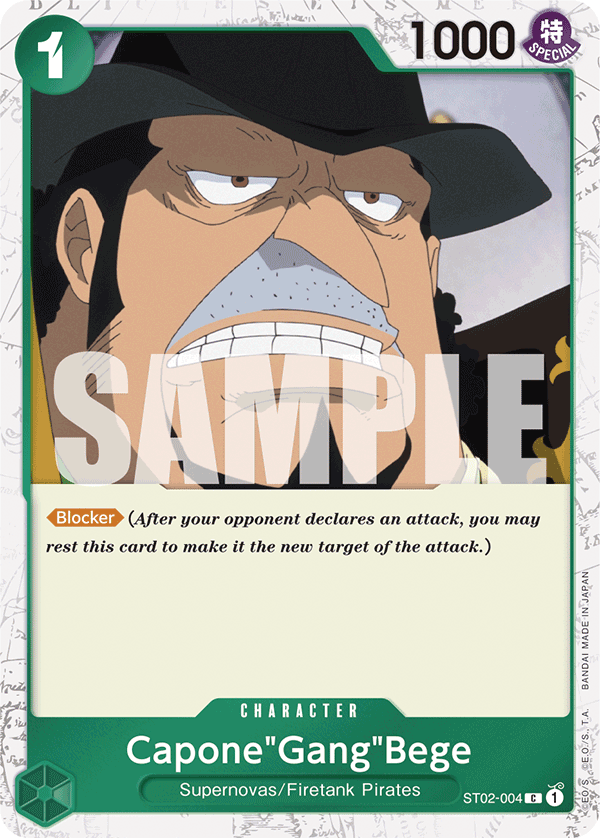 1
1000
特
SPECIAL
SAMPLE
Blocker (After your opponent declares an attack, you may
rest this card to make it the new target of the attack.)
CHARACTER
Capone"Gang"Bege
Supernovas/Firetank Pirates
ST02-004 C 1
©E.O./S. ©E.O./S., T.A. BANDAI MADE IN JAPAN